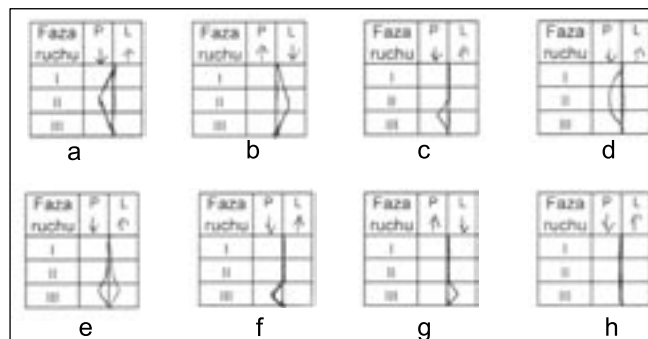 Faza P L
ruchu ↓ ↑
I
II
III
a
Faza P L
ruchu ↑ ↓
I
II
III
b
Faza P L
ruchu ↓ ↑
I
II
III
c
Faza P L
ruchu ↓ ↑
I
II
III
d
Faza P L
ruchu ↓ ↑
I
II
III
e
Faza P L
ruchu ↓ ↑
I
II
III
f
Faza P L
ruchu ↑ ↓
I
II
III
g
Faza P L
ruchu ↓ ↑
I
II
III
h